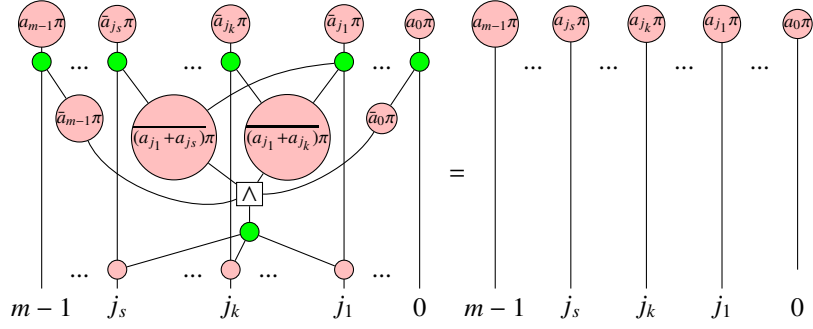 a_{m−1}π ā_{j_s}π ā_{j_k}π ā_{j_1}π a_0π a_{m−1}π a_{j_s}π a_{j_k}π a_{j_1}π a_0π
... ... ... ... ... ... ...
ā_{m−1}π \overline{(a_{j_1}+a_{j_s})}π \overline{(a_{j_1}+a_{j_k})}π ā_0π
=
∧
... ... ... ...
m − 1 j_s j_k j_1 0 m − 1 j_s j_k j_1 0